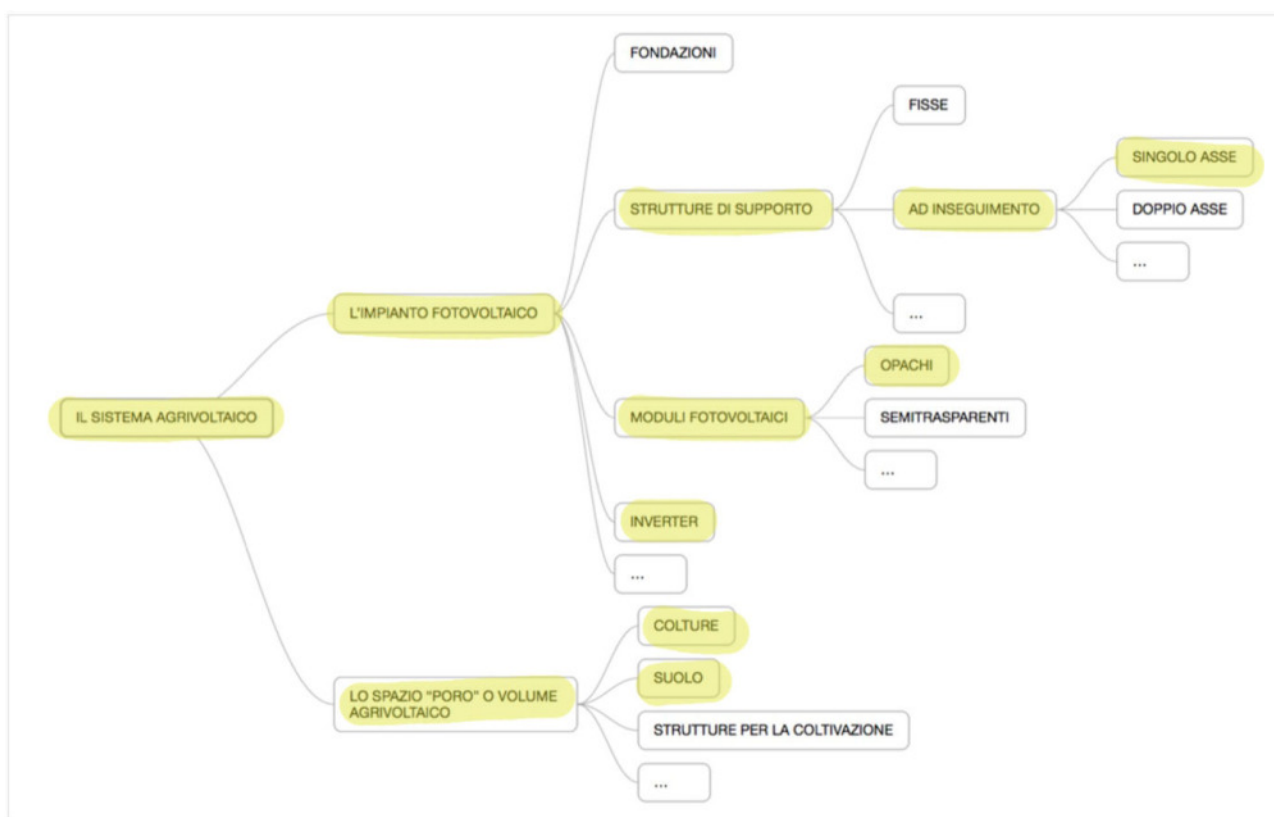 FONDAZIONI
FISSE
SINGOLO ASSE
STRUTTURE DI SUPPORTO
AD INSEGUIMENTO
DOPPIO ASSE
...
L'IMPIANTO FOTOVOLTAICO
...
OPACHI
IL SISTEMA AGRIVOLTAICO
MODULI FOTOVOLTAICI
SEMITRASPARENTI
...
INVERTER
...
COLTURE
SUOLO
LO SPAZIO "PORO" O VOLUME
AGRIVOLTAICO
STRUTTURE PER LA COLTIVAZIONE
...